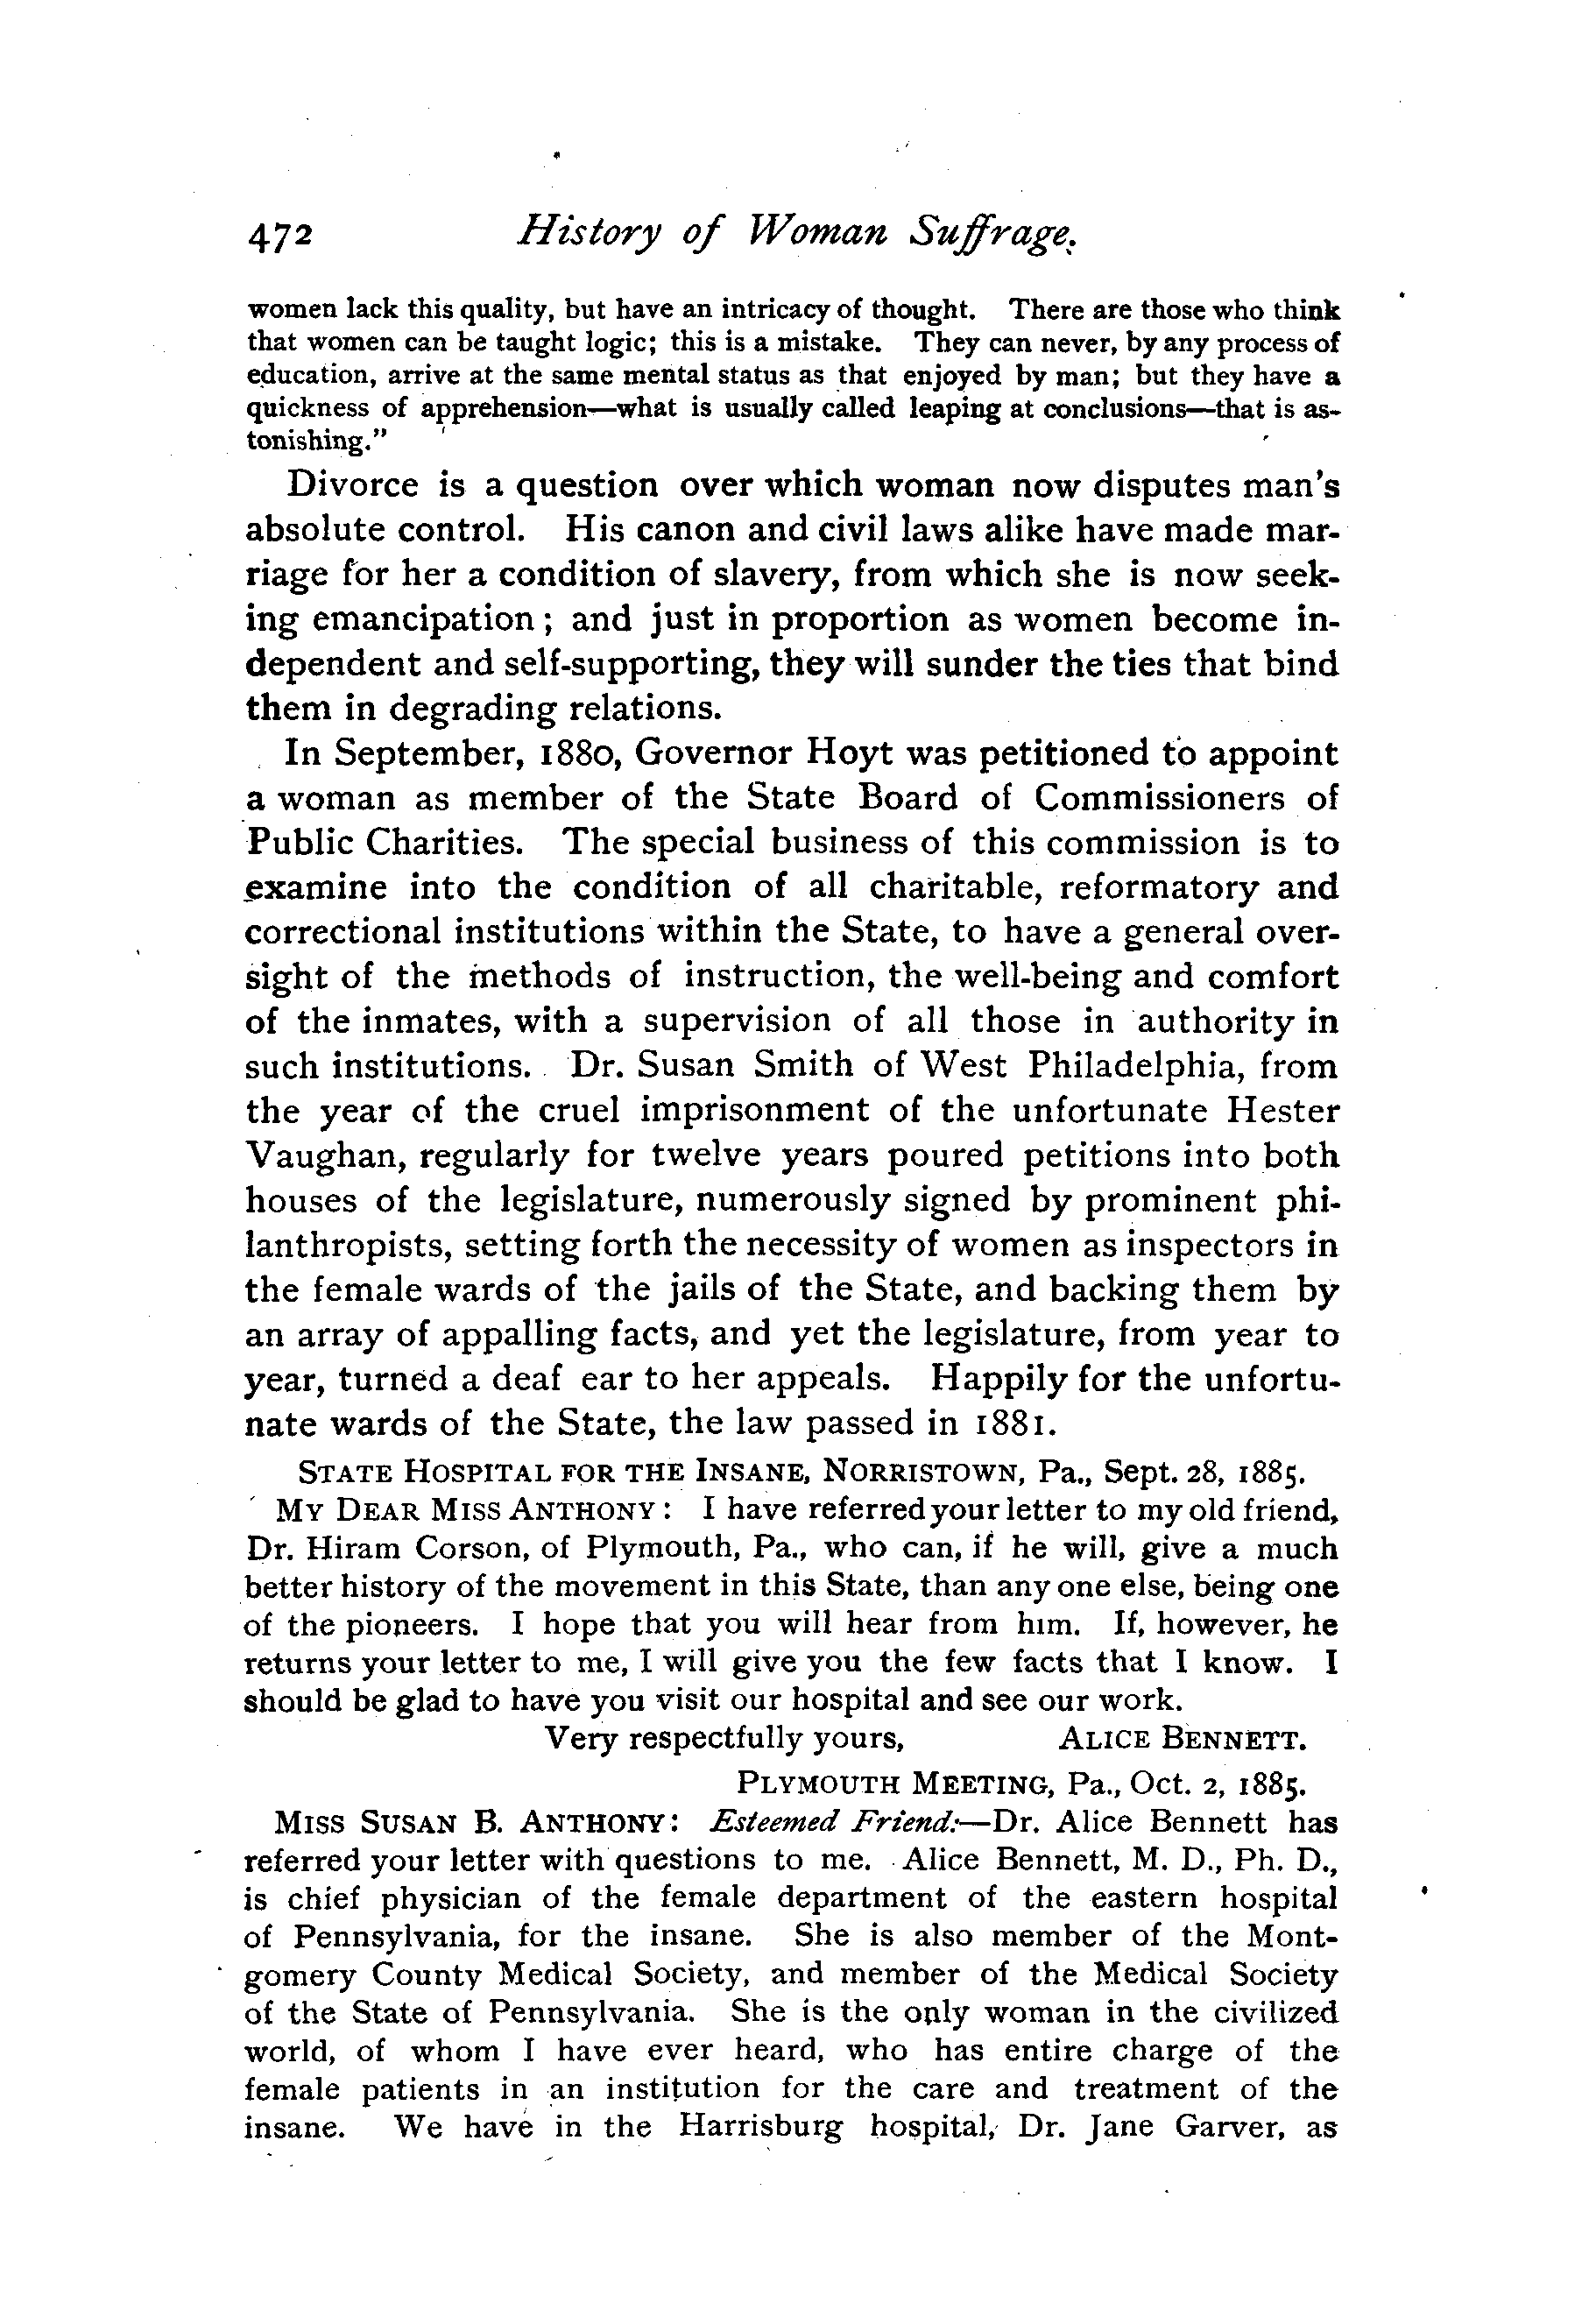 472 History of Woman Suffrage.
women lack this quality, but have an intricacy of thought. There are those who think
that women can be taught logic; this is a mistake. They can never, by any process of
education, arrive at the same mental status as that enjoyed by man; but they have a
quickness of apprehension—what is usually called leaping at conclusions—that is as-
tonishing."
Divorce is a question over which woman now disputes man's
absolute control. His canon and civil laws alike have made mar-
riage for her a condition of slavery, from which she is now seek-
ing emancipation; and just in proportion as women become in-
dependent and self-supporting, they will sunder the ties that bind
them in degrading relations.
In September, 1880, Governor Hoyt was petitioned to appoint
a woman as member of the State Board of Commissioners of
Public Charities. The special business of this commission is to
examine into the condition of all charitable, reformatory and
correctional institutions within the State, to have a general over-
sight of the methods of instruction, the well-being and comfort
of the inmates, with a supervision of all those in authority in
such institutions. Dr. Susan Smith of West Philadelphia, from
the year of the cruel imprisonment of the unfortunate Hester
Vaughan, regularly for twelve years poured petitions into both
houses of the legislature, numerously signed by prominent phi-
lanthropists, setting forth the necessity of women as inspectors in
the female wards of the jails of the State, and backing them by
an array of appalling facts, and yet the legislature, from year to
year, turned a deaf ear to her appeals. Happily for the unfortu-
nate wards of the State, the law passed in 1881.
STATE HOSPITAL FOR THE INSANE, NORRISTOWN, Pa., Sept. 28, 1885.
MY DEAR MISS ANTHONY: I have referred your letter to my old friend,
Dr. Hiram Corson, of Plymouth, Pa., who can, if he will, give a much
better history of the movement in this State, than any one else, being one
of the pioneers. I hope that you will hear from him. If, however, he
returns your letter to me, I will give you the few facts that I know. I
should be glad to have you visit our hospital and see our work.
Very respectfully yours, ALICE BENNETT.
PLYMOUTH MEETING, Pa., Oct. 2, 1885.
MISS SUSAN B. ANTHONY: Esteemed Friend:—Dr. Alice Bennett has
referred your letter with questions to me. Alice Bennett, M. D., Ph. D.,
is chief physician of the female department of the eastern hospital
of Pennsylvania, for the insane. She is also member of the Mont-
gomery County Medical Society, and member of the Medical Society
of the State of Pennsylvania. She is the only woman in the civilized
world, of whom I have ever heard, who has entire charge of the
female patients in an institution for the care and treatment of the
insane. We have in the Harrisburg hospital, Dr. Jane Garver, as